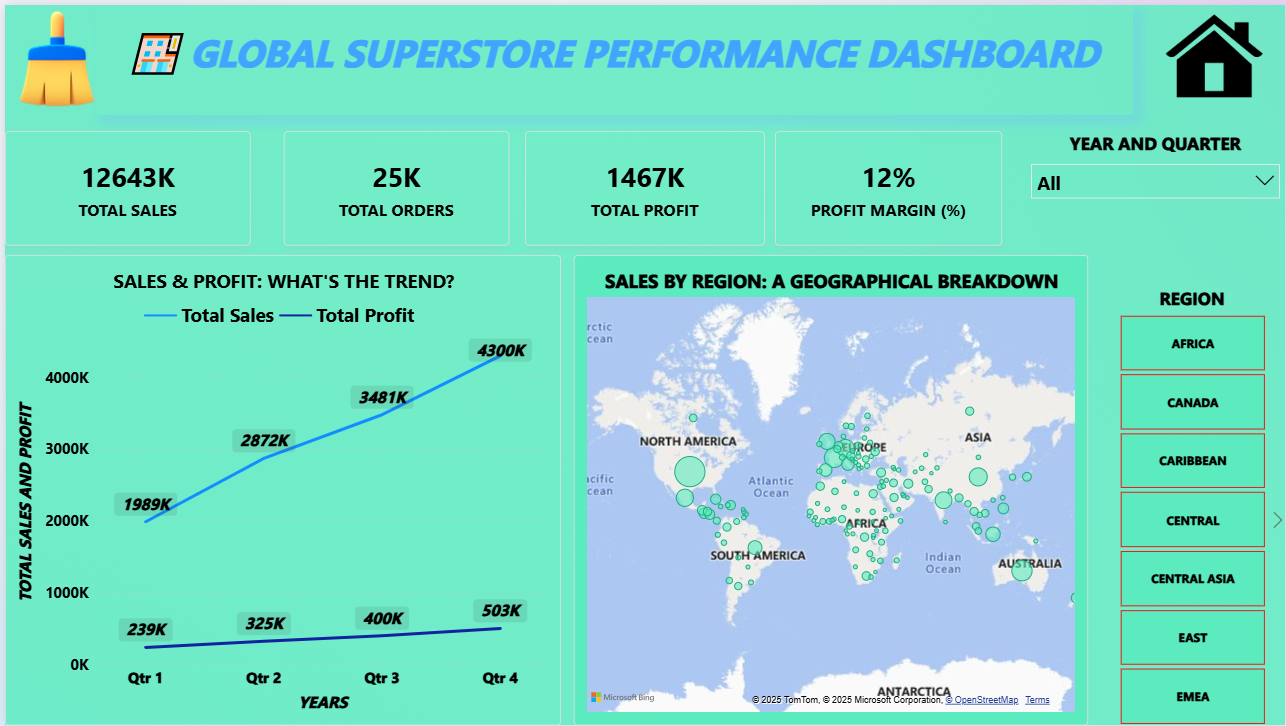 GLOBAL SUPERSTORE PERFORMANCE DASHBOARD
12643K
TOTAL SALES
25K
TOTAL ORDERS
1467K
TOTAL PROFIT
12%
PROFIT MARGIN (%)
YEAR AND QUARTER
All
SALES & PROFIT: WHAT'S THE TREND?
Total Sales
Total Profit
TOTAL SALES AND PROFIT
4000K
3000K
2000K
1000K
0K
1989K
2872K
3481K
4300K
239K
325K
400K
503K
Qtr 1
Qtr 2
Qtr 3
Qtr 4
YEARS
SALES BY REGION: A GEOGRAPHICAL BREAKDOWN
rctic
cean
NORTH AMERICA
EUROPE
ASIA
acific
cean
Atlantic
Ocean
AFRICA
SOUTH AMERICA
Indian
Ocean
AUSTRALIA
ANTARCTICA
Microsoft Bing
© 2025 TomTom, © 2025 Microsoft Corporation, © OpenStreetMap Terms
REGION
AFRICA
CANADA
CARIBBEAN
CENTRAL
CENTRAL ASIA
EAST
EMEA